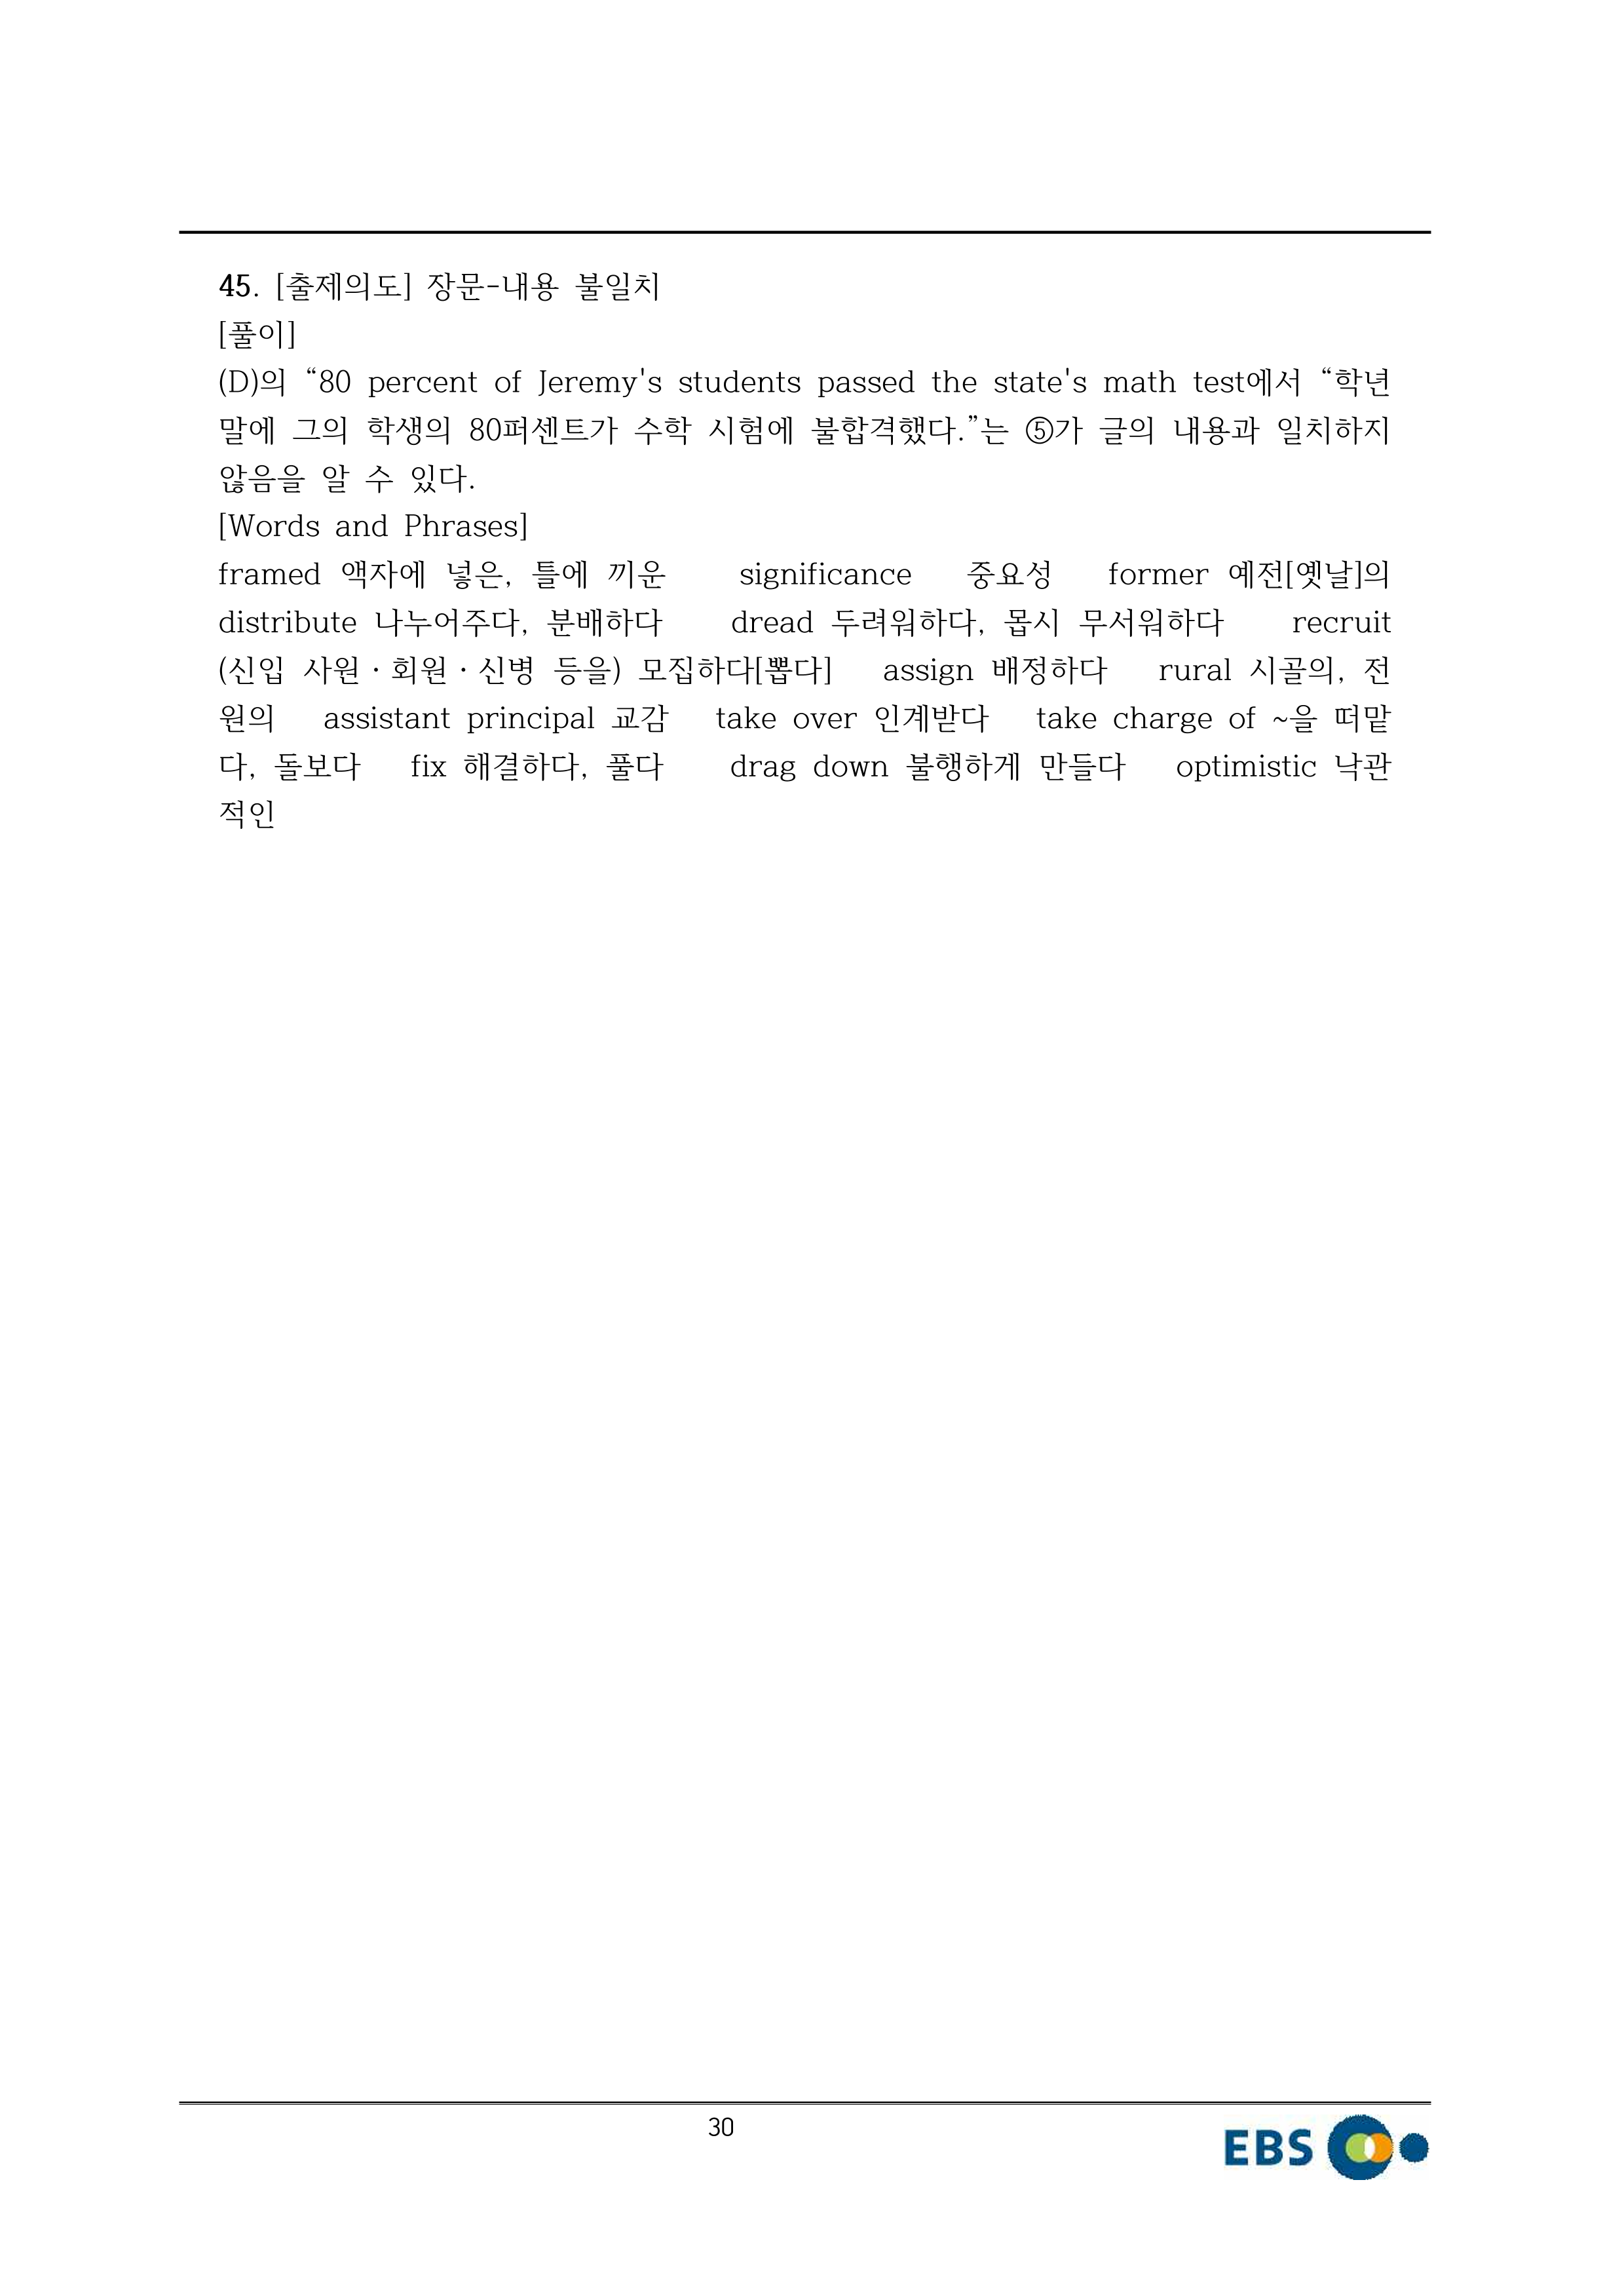 45. [출제의도] 장문-내용 불일치
[풀이]
(D)의 “80 percent of Jeremy's students passed the state's math test에서 “학년
말에 그의 학생의 80퍼센트가 수학 시험에 불합격했다.”는 ⑤가 글의 내용과 일치하지
않음을 알 수 있다.
[Words and Phrases]
framed 액자에 넣은, 틀에 끼운 significance 중요성 former 예전[옛날]의
distribute 나누어주다, 분배하다 dread 두려워하다, 몹시 무서워하다 recruit
(신입 사원·회원·신병 등을) 모집하다[뽑다] assign 배정하다 rural 시골의, 전
원의 assistant principal 교감 take over 인계받다 take charge of ~을 떠맡
다, 돌보다 fix 해결하다, 풀다 drag down 불행하게 만들다 optimistic 낙관
적인
30
EBS